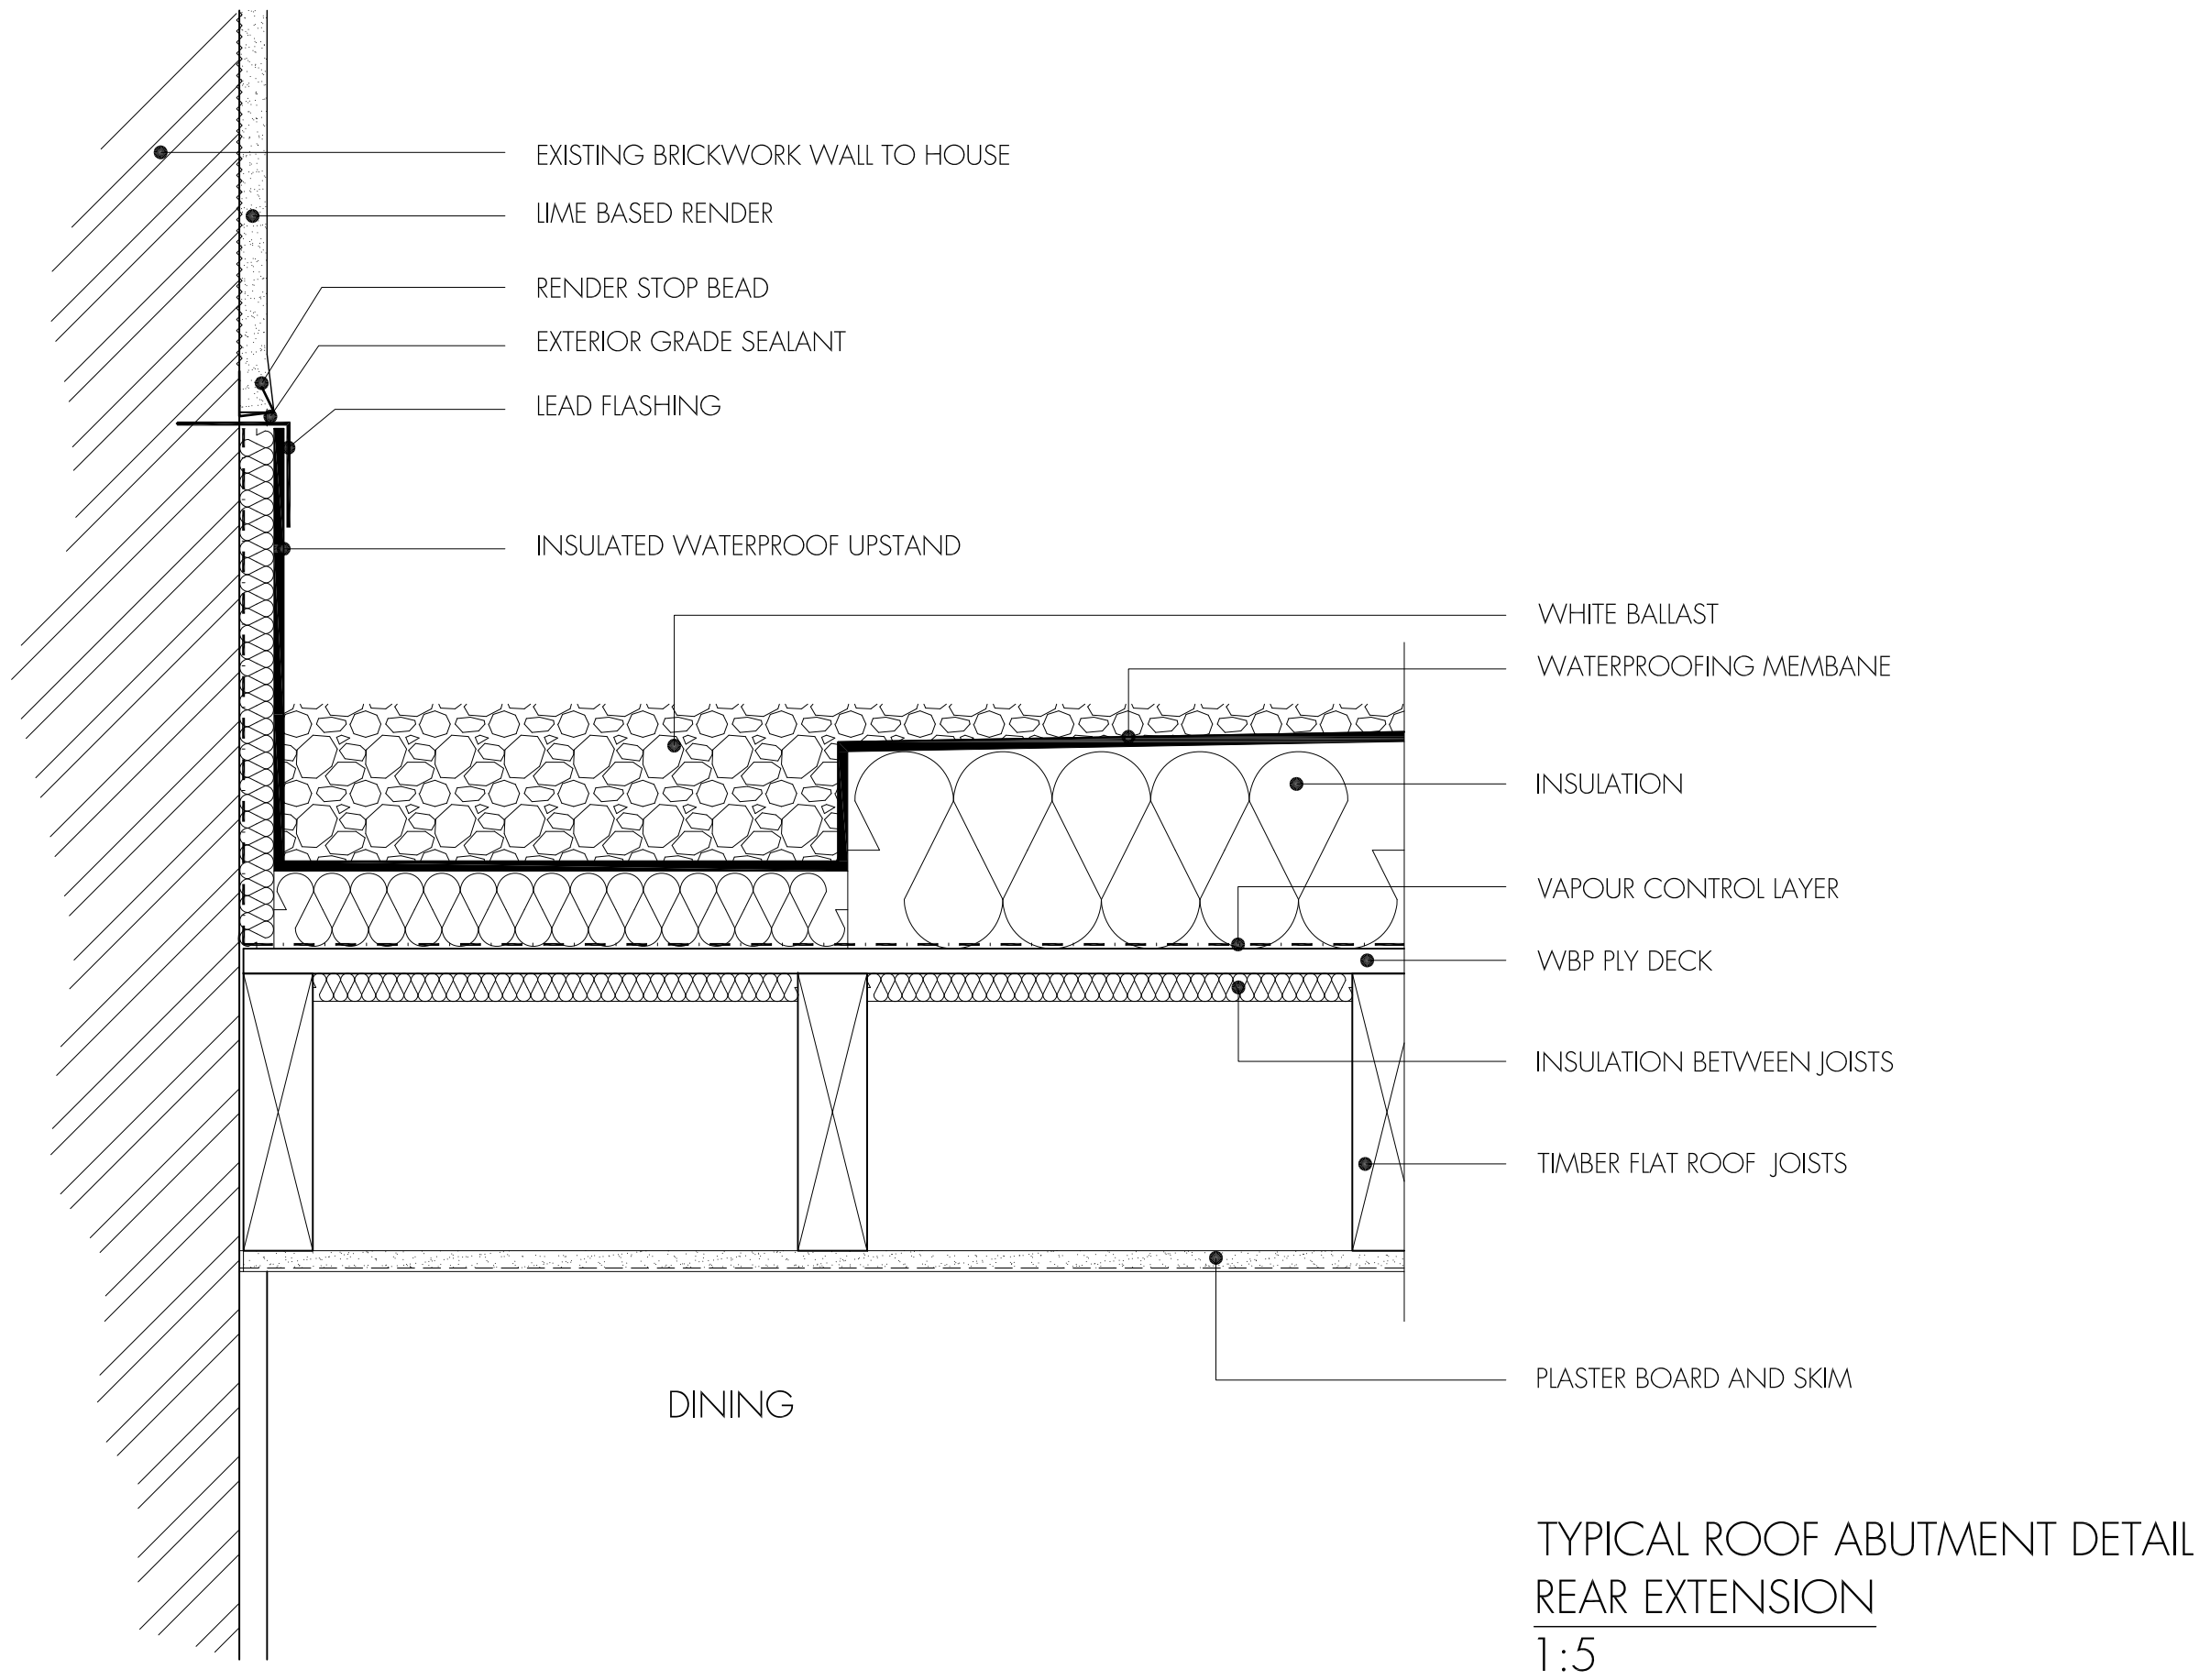 EXISTING BRICKWORK WALL TO HOUSE
LIME BASED RENDER
RENDER STOP BEAD
EXTERIOR GRADE SEALANT
LEAD FLASHING
INSULATED WATERPROOF UPSTAND
WHITE BALLAST
WATERPROOFING MEMBANE
INSULATION
VAPOUR CONTROL LAYER
WBP PLY DECK
INSULATION BETWEEN JOISTS
TIMBER FLAT ROOF JOISTS
PLASTER BOARD AND SKIM
DINING
TYPICAL ROOF ABUTMENT DETAIL
REAR EXTENSION
1:5